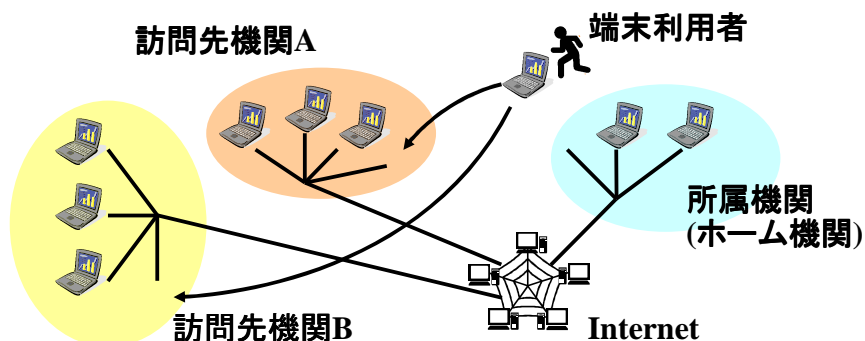 訪問先機関A
端末利用者
所属機関
(ホーム機関)
訪問先機関B
Internet